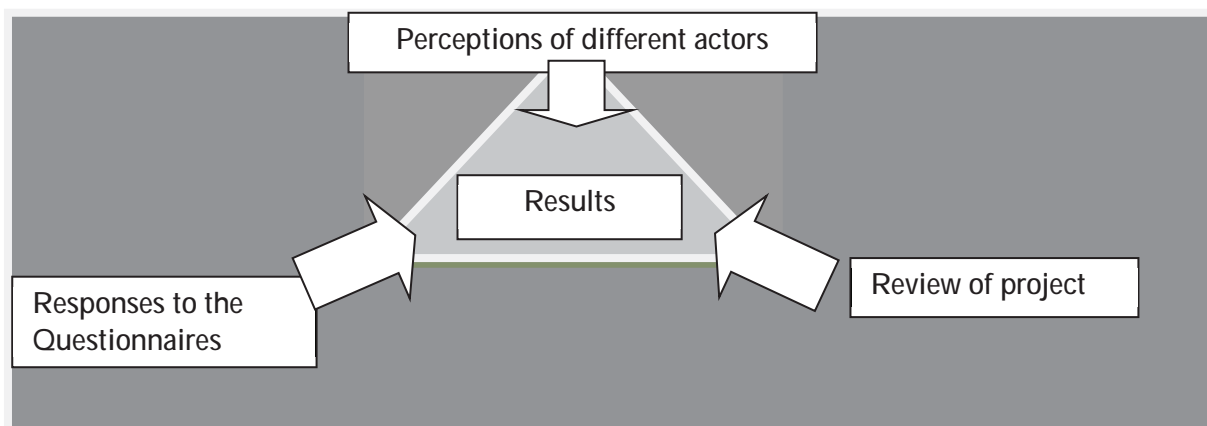 Perceptions of different actors
Results
Responses to the
Questionnaires
Review of project